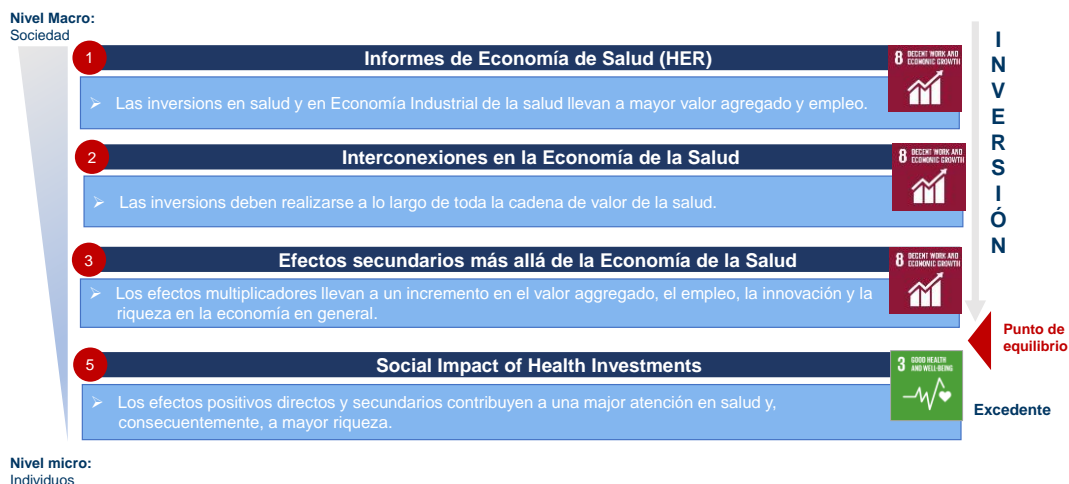 Nivel Macro:
Sociedad
1
Informes de Economía de Salud (HER)
8 DECENT WORK AND
ECONOMIC GROWTH
➢ Las inversions en salud y en Economía Industrial de la salud llevan a mayor valor agregado y empleo.
2
Interconexiones en la Economía de la Salud
8 DECENT WORK AND
ECONOMIC GROWTH
➢ Las inversions deben realizarse a lo largo de toda la cadena de valor de la salud.
3
Efectos secundarios más allá de la Economía de la Salud
8 DECENT WORK AND
ECONOMIC GROWTH
➢ Los efectos multiplicadores llevan a un incremento en el valor aggregado, el empleo, la innovación y la
riqueza en la economía en general.
5
Social Impact of Health Investments
3 GOOD HEALTH
AND WELL-BEING
➢ Los efectos positivos directos y secundarios contribuyen a una major atención en salud y,
consecuentemente, a mayor riqueza.
Nivel micro:
Individuos
I
N
V
E
R
S
I
Ó
N
Punto de
equilibrio
Excedente